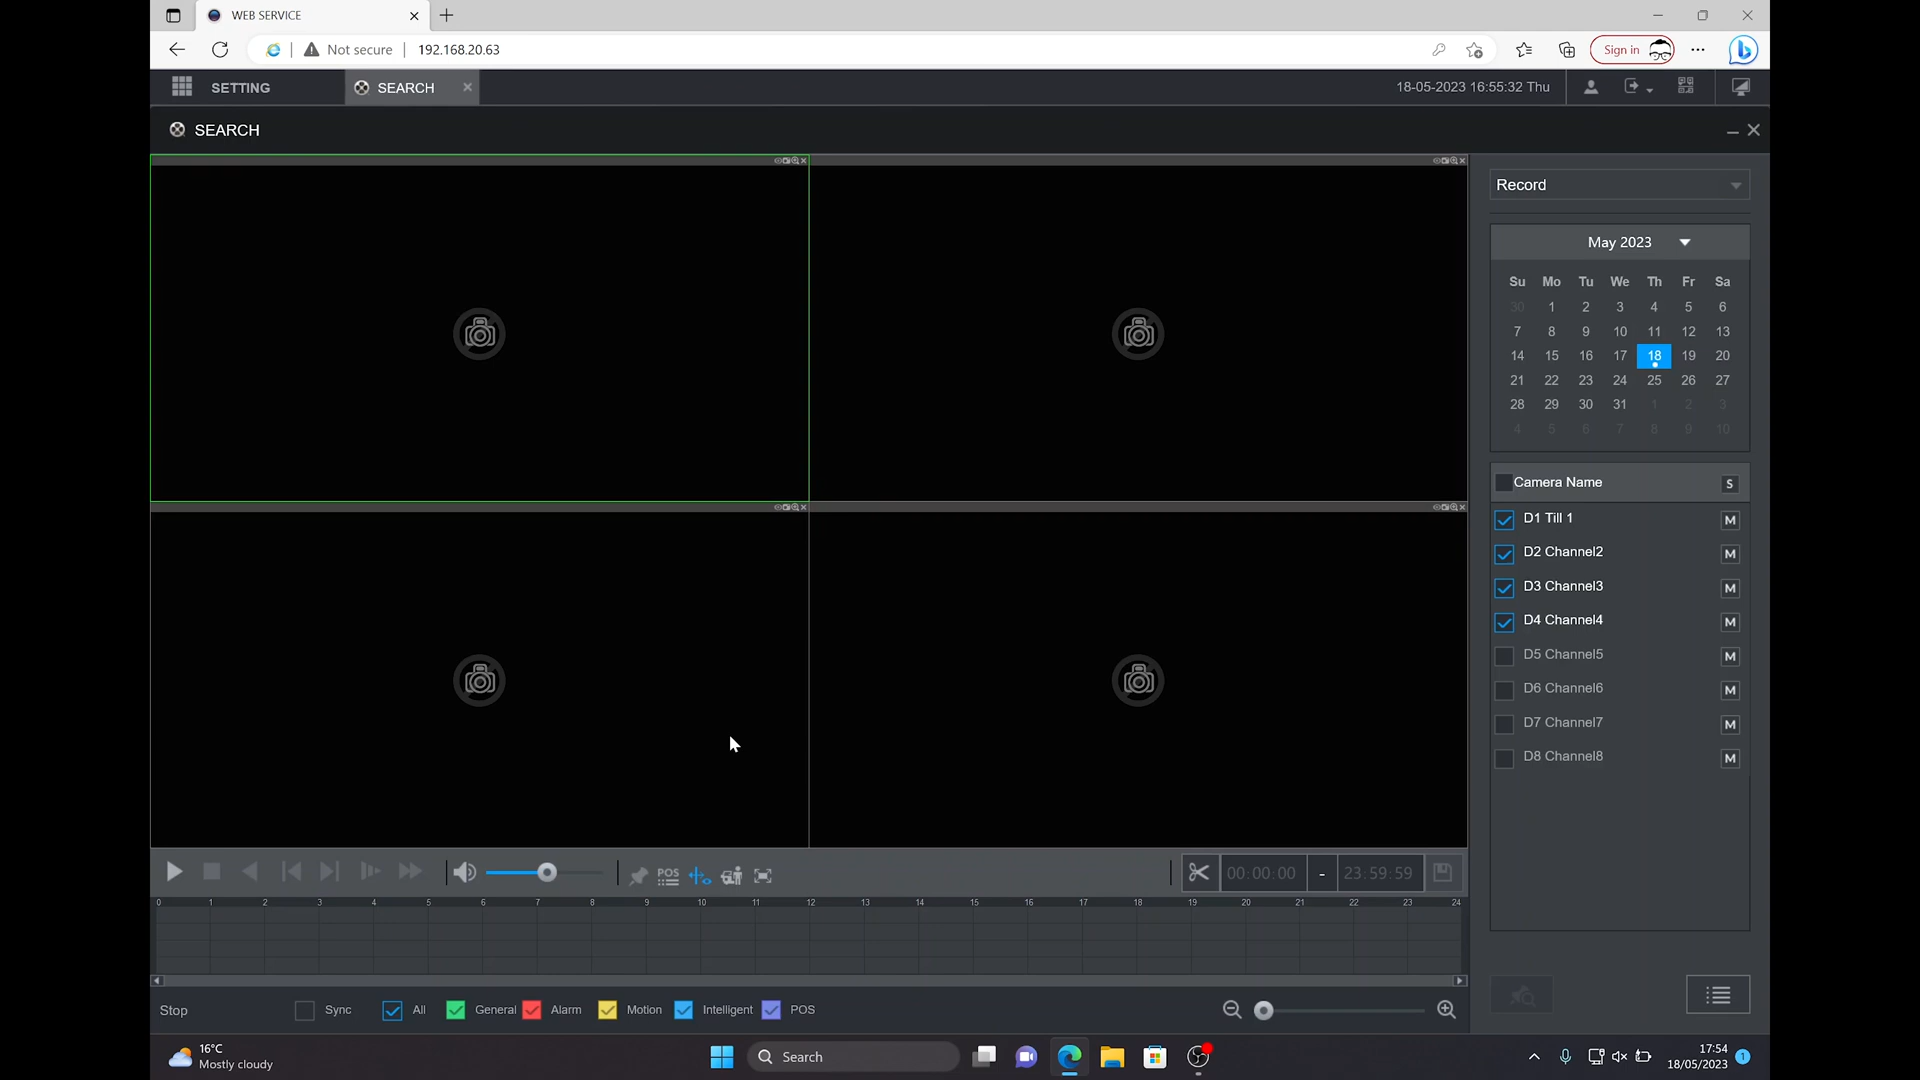 WEB SERVICE
Not secure
192.168.20.63
Sign in
SETTING
SEARCH
18-05-2023 16:55:32 Thu
SEARCH
Record
May 2023
Su Mo Tu We Th Fr Sa
30 1 2 3 4 5 6
7 8 9 10 11 12 13
14 15 16 17 18 19 20
21 22 23 24 25 26 27
28 29 30 31 1 2 3
4 5 6 7 8 9 10
Camera Name S
D1 Till 1 M
D2 Channel2 M
D3 Channel3 M
D4 Channel4 M
D5 Channel5 M
D6 Channel6 M
D7 Channel7 M
D8 Channel8 M
POS
00:00:00 - 23:59:59
0 1 2 3 4 5 6 7 8 9 10 11 12 13 14 15 16 17 18 19 20 21 22 23 24
Stop Sync All General Alarm Motion Intelligent POS
16°C
Mostly cloudy
Search
17:54
18/05/2023
1